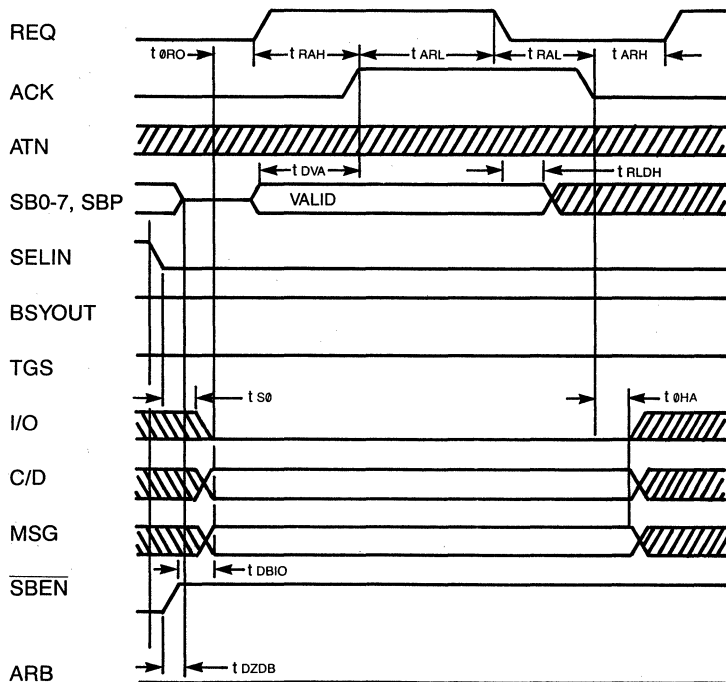 REQ
t ØRO
t RAH
t ARL
t RAL
t ARH
ACK
ATN
t DVA
t RLDH
SB0-7, SBP
VALID
SELIN
BSYOUT
TGS
t SØ
t ØHA
I/O
C/D
MSG
t DBIO
SBEN
t DZDB
ARB